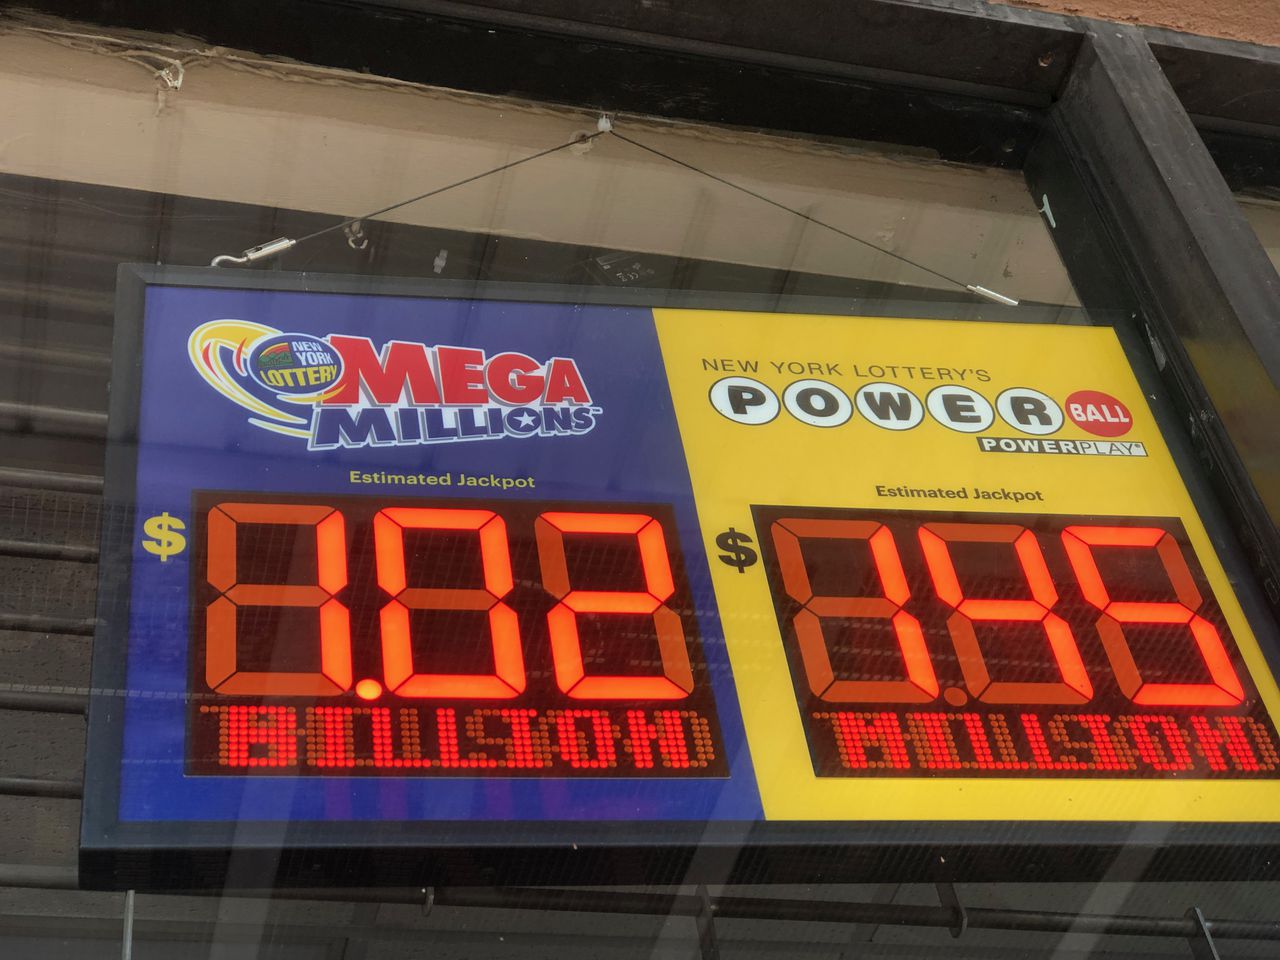 NEW YORK LOTTERY
MEGA
MILLIONS
Estimated Jackpot
$ 1.02
BILLION
NEW YORK LOTTERY'S
POWER BALL
POWERPLAY
Estimated Jackpot
$ 145
MILLION